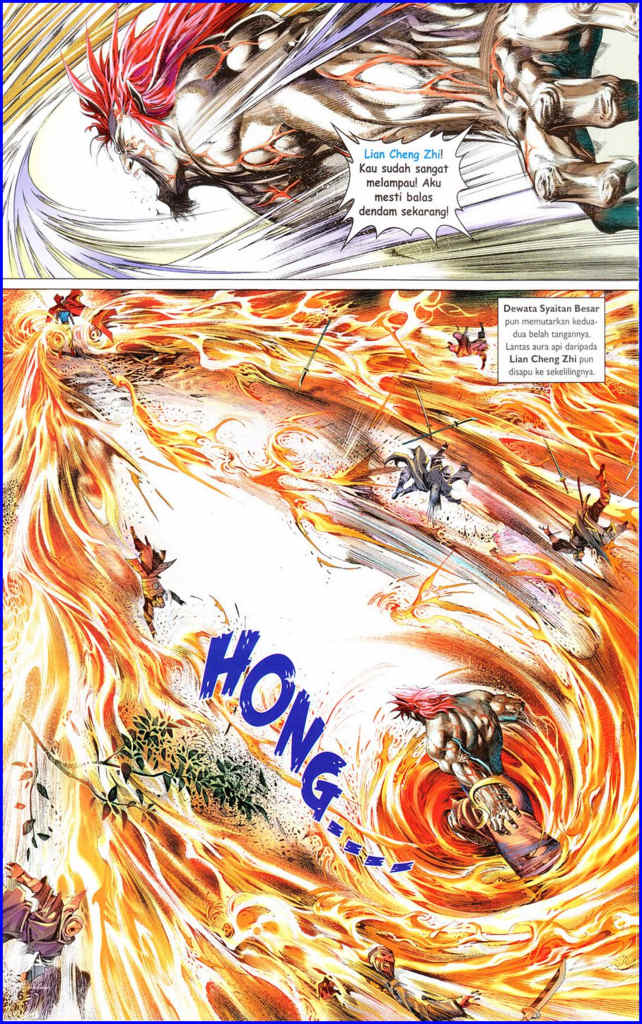 Lian Cheng Zhi!
Kau sudah sangat
melampau! Aku
mesti balas
dendam sekarang!
Dewata Syaitan Besar
pun memutarkan kedua-
dua belah tangannya.
Lantas aura api daripada
Lian Cheng Zhi pun
disapu ke sekelilingnya.
HONG.....